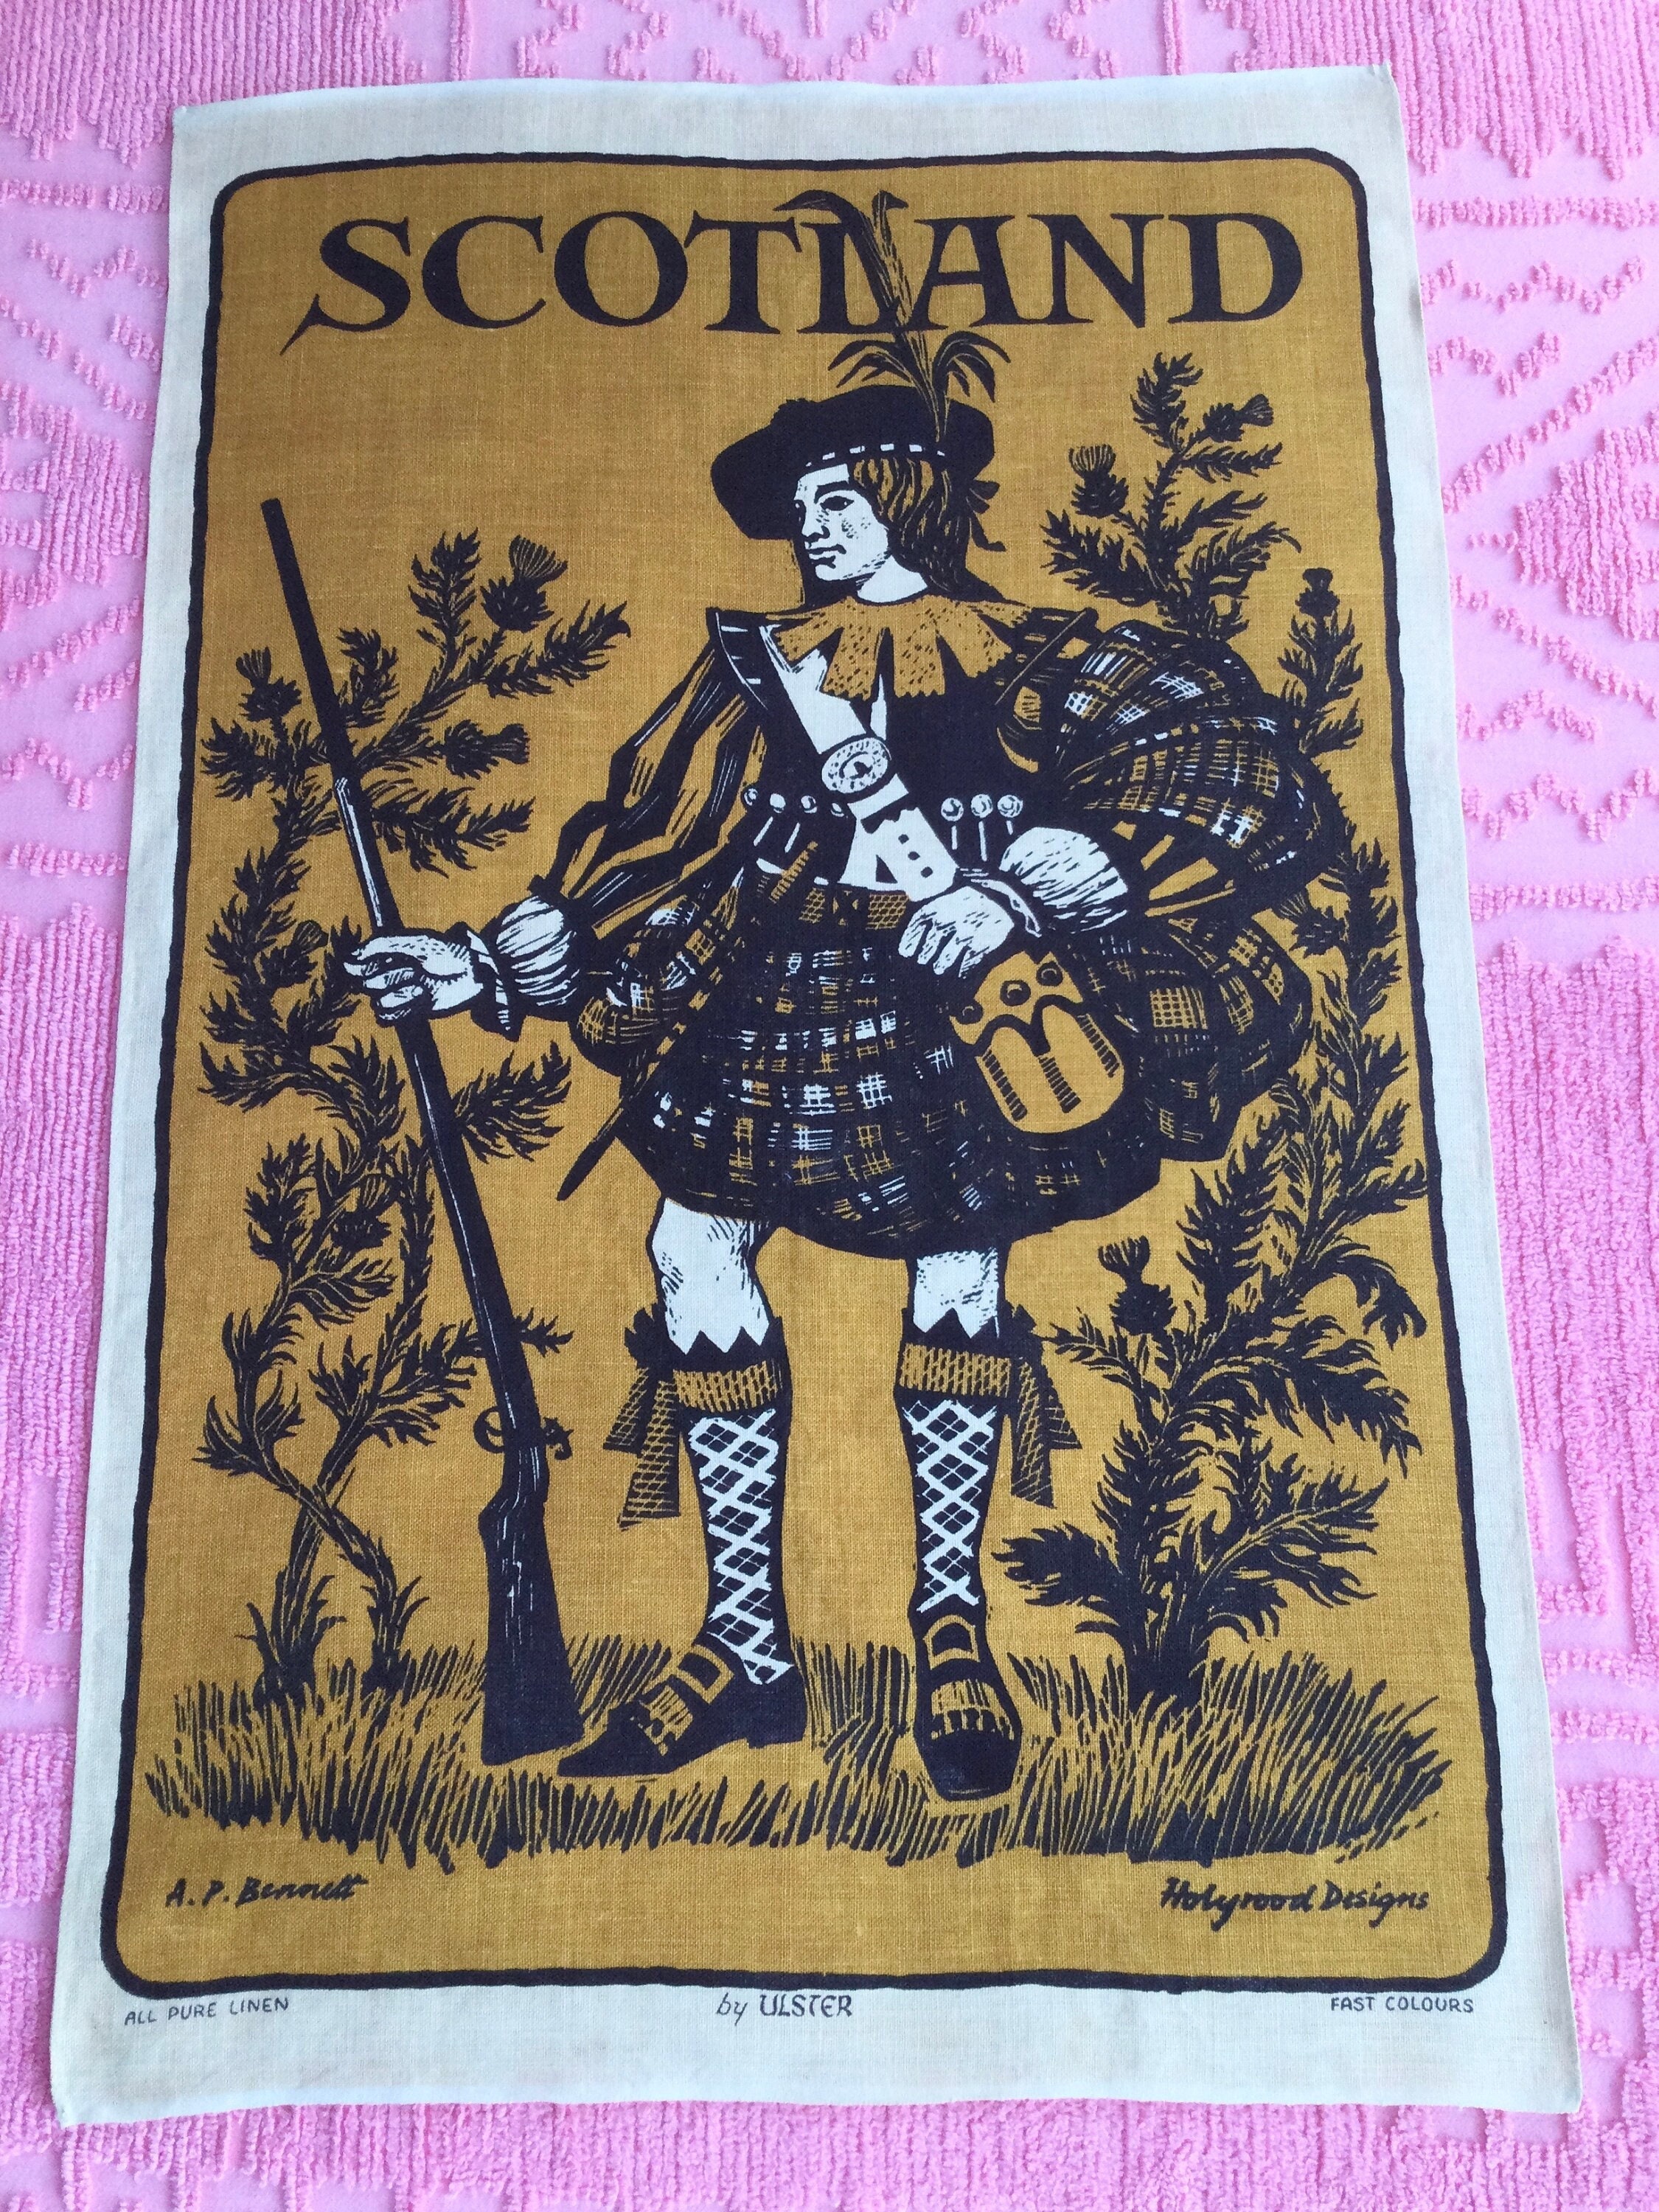 SCOTLAND
A. P. Bennett
Holyrood Designs
ALL PURE LINEN
by ULSTER
FAST COLOURS